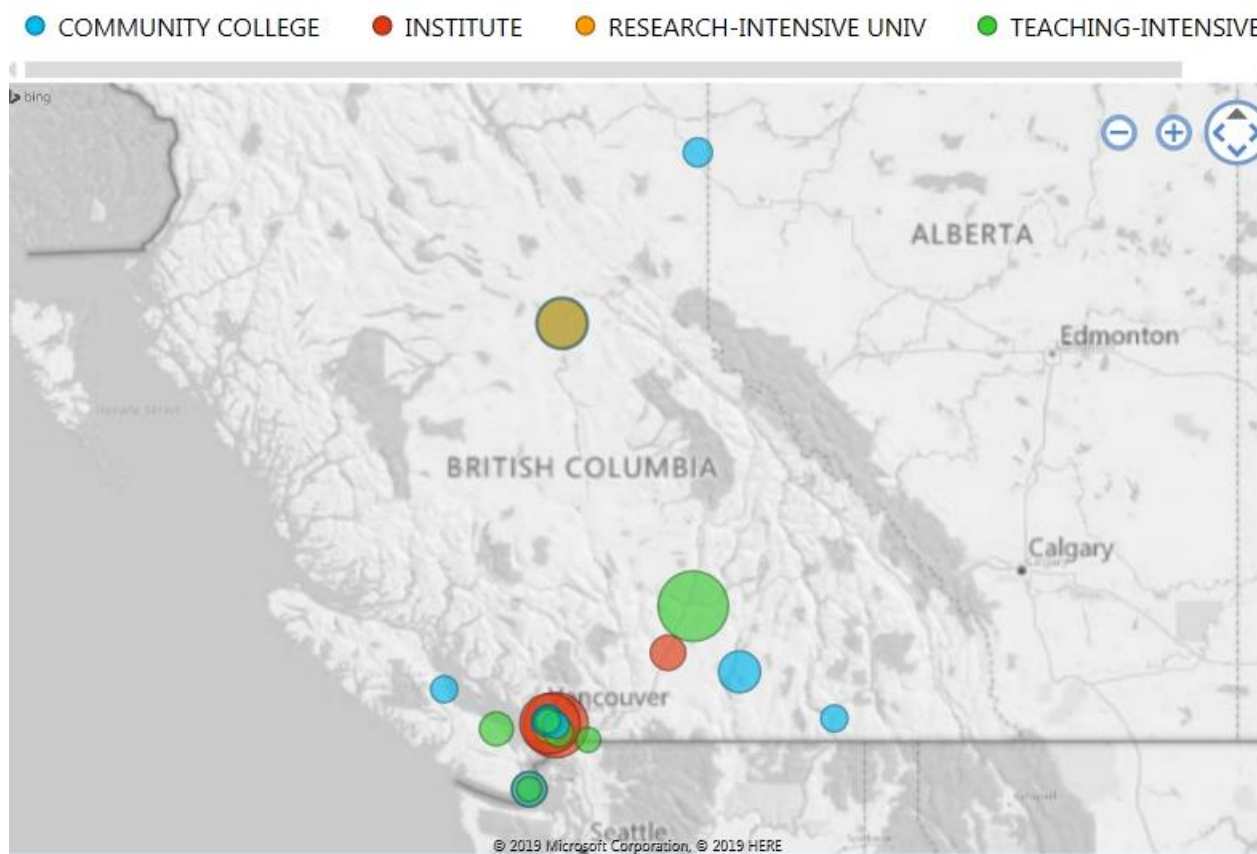 COMMUNITY COLLEGE INSTITUTE RESEARCH-INTENSIVE UNIV TEACHING-INTENSIVE
bing
ALBERTA
Edmonton
BRITISH COLUMBIA
Calgary
Vancouver
Seattle
© 2019 Microsoft Corporation, © 2019 HERE